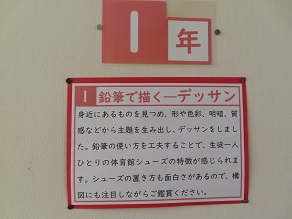 1年
1 鉛筆で描く―デッサン
身近にあるものを見つめ、形や色彩、明暗、質
感などから主題を生み出し、デッサンをしまし
た。鉛筆の使い方を工夫することで、生徒一人
ひとりの体育館シューズの特徴が感じられま
す。シューズの置き方も面白さがあるので、構
図にも注目しながらご鑑賞ください。